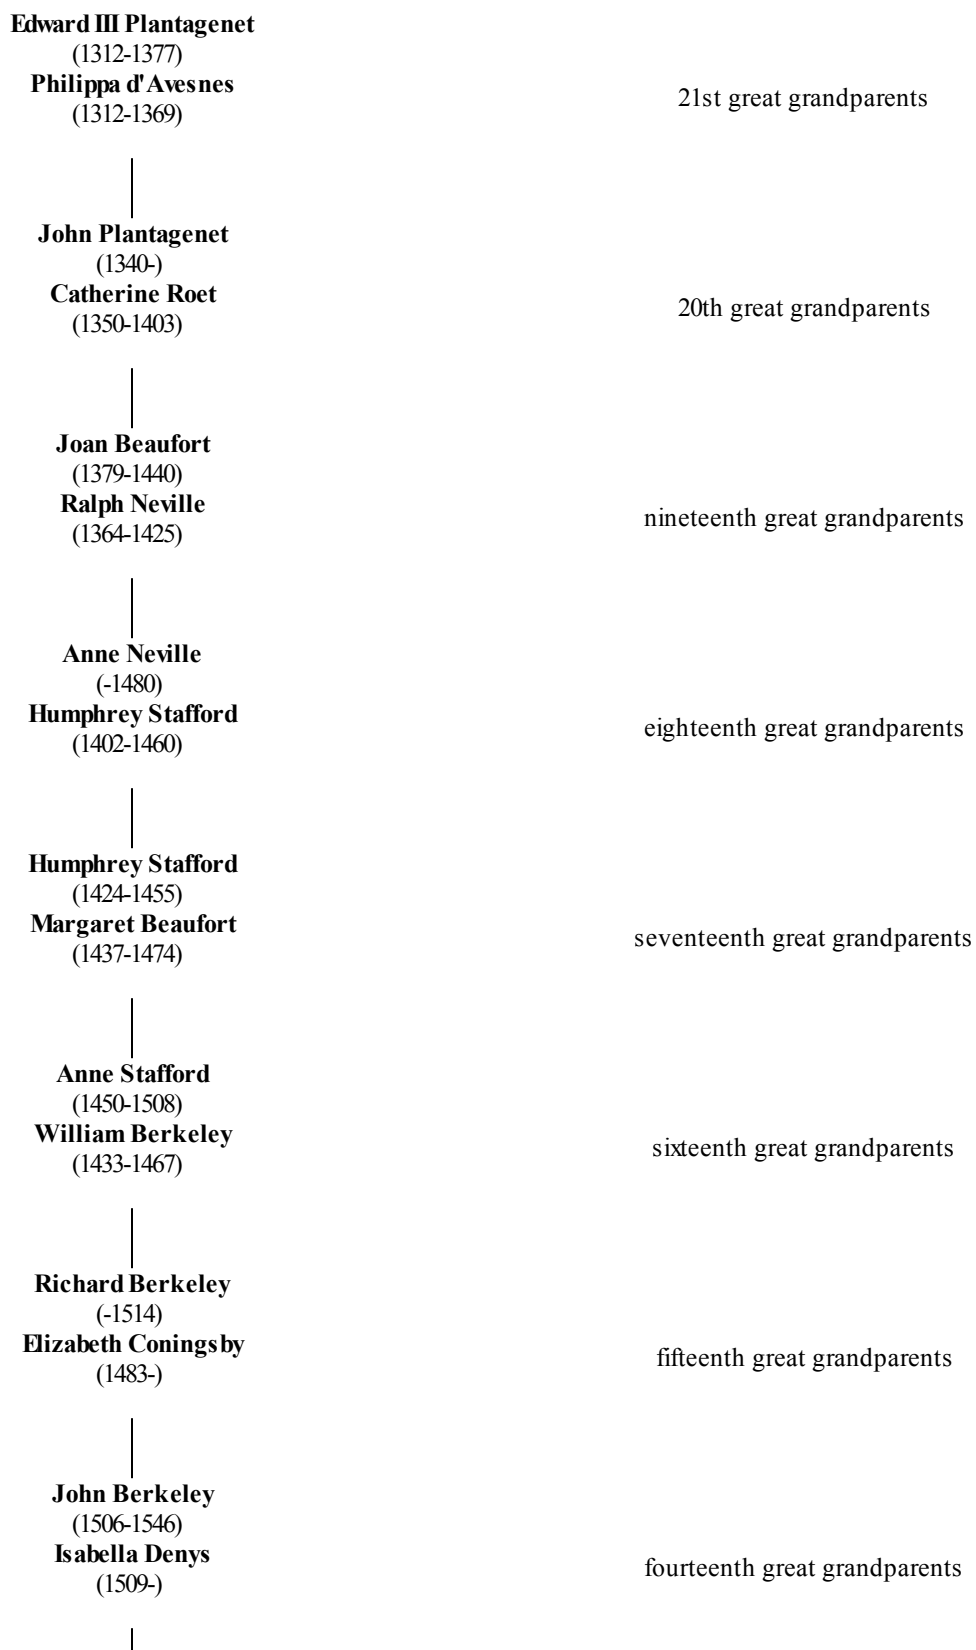 Edward III Plantagenet
(1312-1377)
Philippa d'Avesnes
(1312-1369)
21st great grandparents
John Plantagenet
(1340-)
Catherine Roet
(1350-1403)
20th great grandparents
Joan Beaufort
(1379-1440)
Ralph Neville
(1364-1425)
nineteenth great grandparents
Anne Neville
(-1480)
Humphrey Stafford
(1402-1460)
eighteenth great grandparents
Humphrey Stafford
(1424-1455)
Margaret Beaufort
(1437-1474)
seventeenth great grandparents
Anne Stafford
(1450-1508)
William Berkeley
(1433-1467)
sixteenth great grandparents
Richard Berkeley
(-1514)
Elizabeth Coningsby
(1483-)
fifteenth great grandparents
John Berkeley
(1506-1546)
Isabella Denys
(1509-)
fourteenth great grandparents